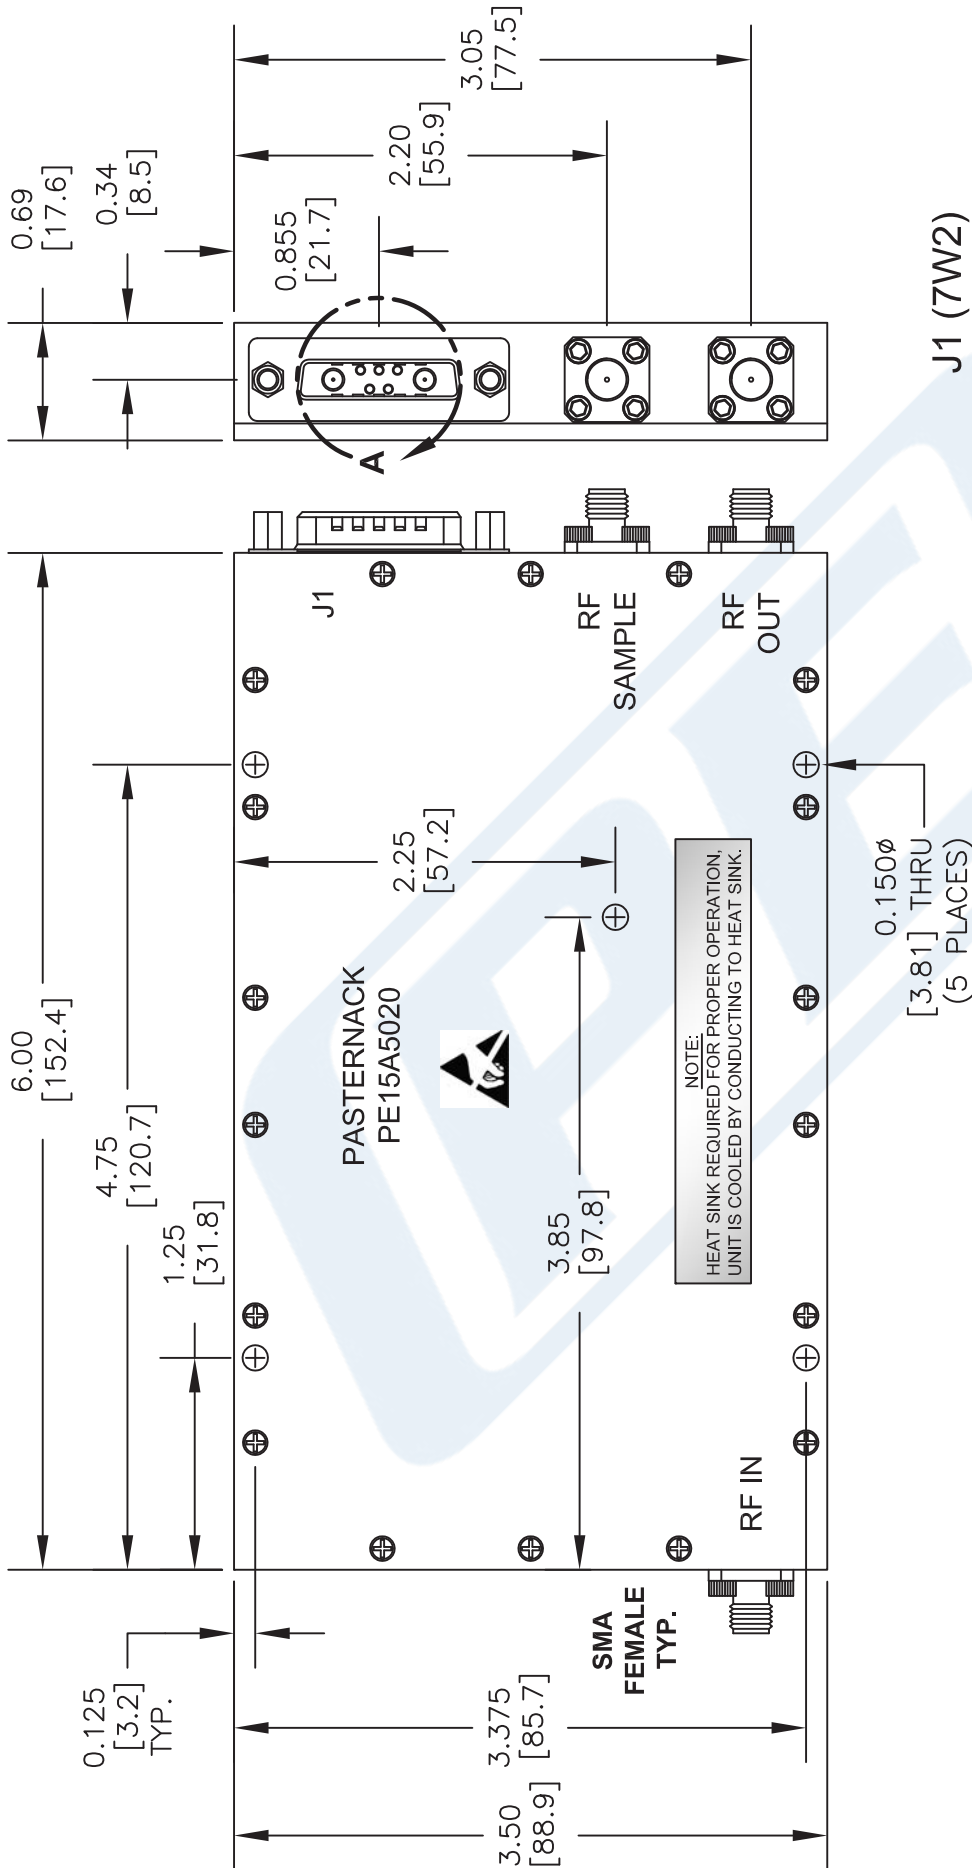 6.00
[152.4]
4.75
[120.7]
1.25
[31.8]
0.125
[3.2]
TYP.
3.50
[88.9]
3.375
[85.7]
SMA
FEMALE
TYP.
RF IN
PASTERNACK
PE15A5020
3.85
[97.8]
2.25
[57.2]
NOTE:
HEAT SINK REQUIRED FOR PROPER OPERATION,
UNIT IS COOLED BY CONDUCTING TO HEAT SINK.
J1
RF
SAMPLE
RF
OUT
0.150ø
[3.81] THRU
(5 PLACES)
0.69
[17.6]
0.34
[8.5]
0.855
[21.7]
2.20
[55.9]
3.05
[77.5]
A
J1 (7W2)